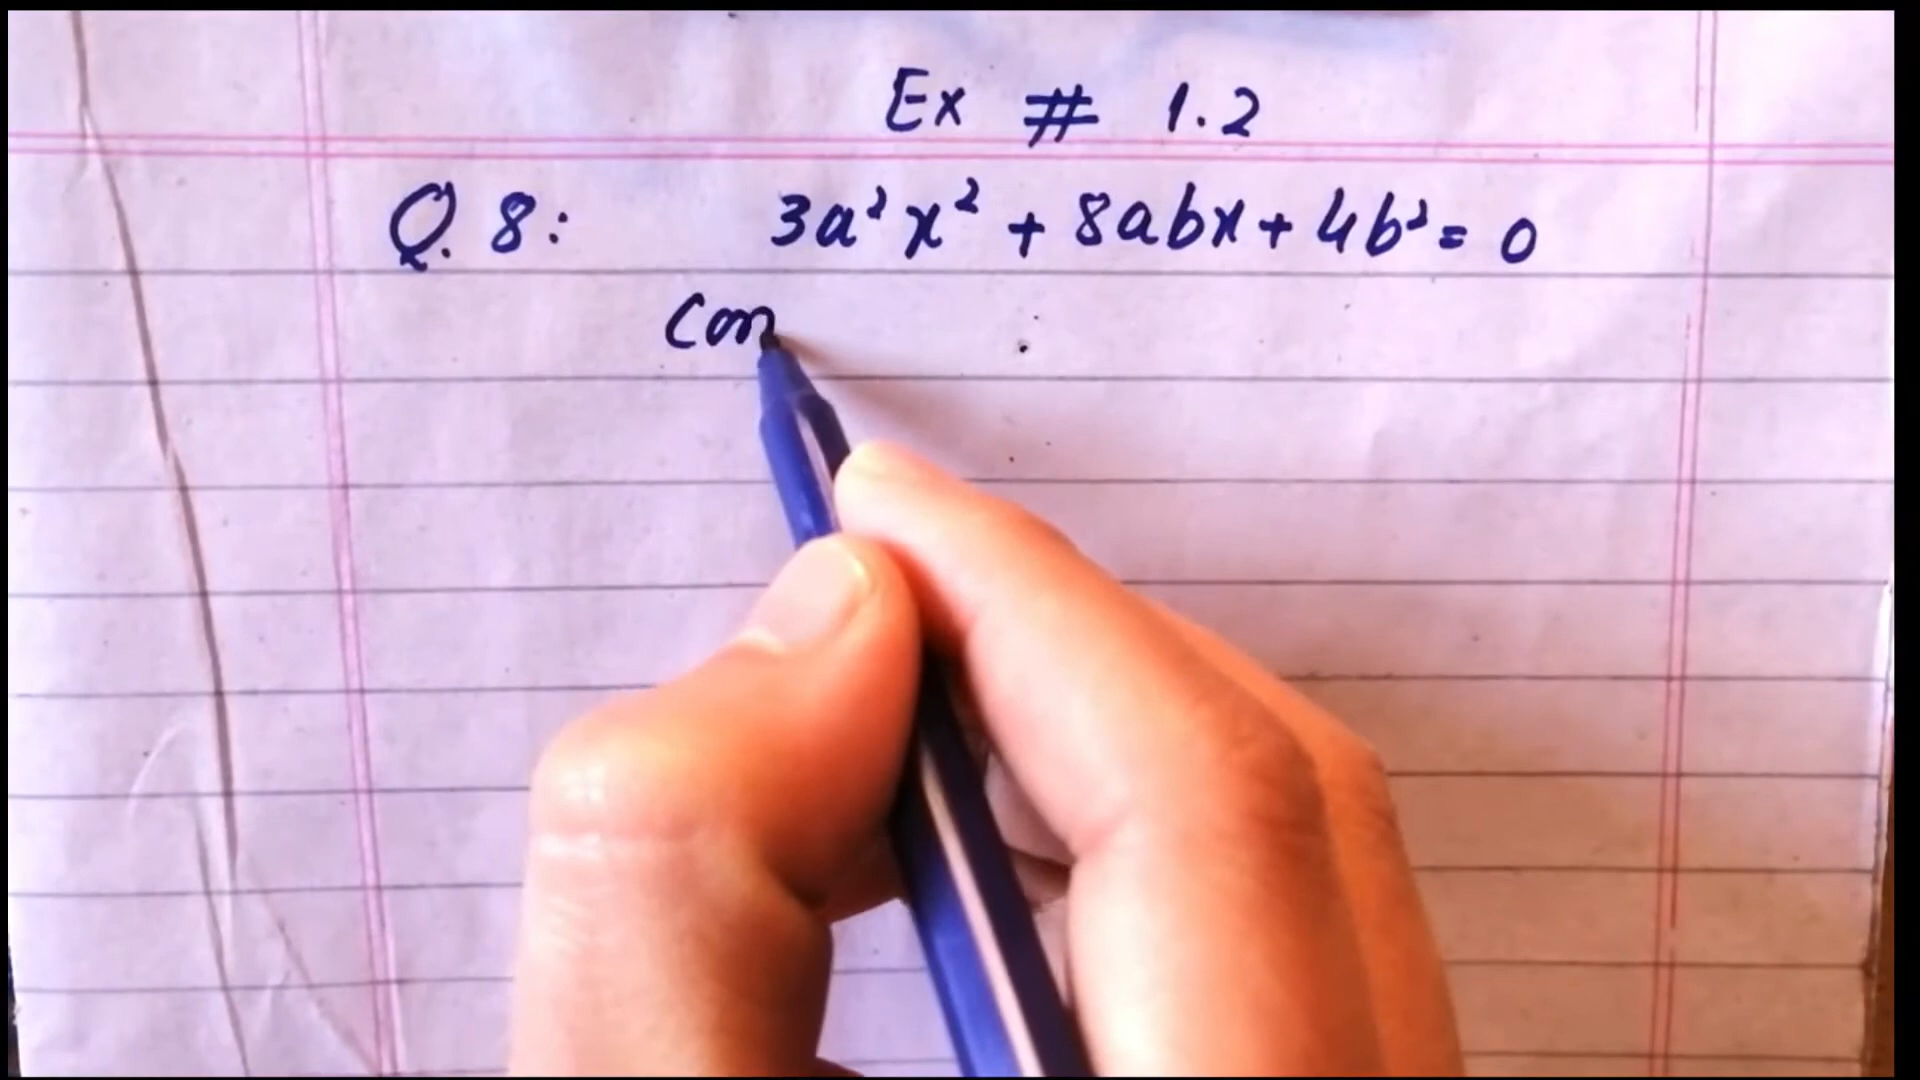 Ex # 1.2
Q. 8: 3a²x² + 8abx + 4b² = 0
Com